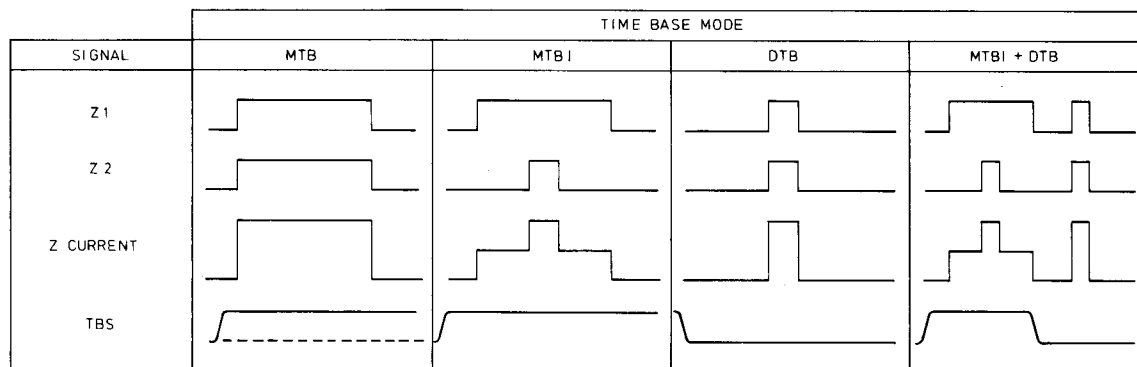 TIME BASE MODE
SIGNAL MTB MTBI DTB MTBI + DTB
Z1
Z2
Z CURRENT
TBS